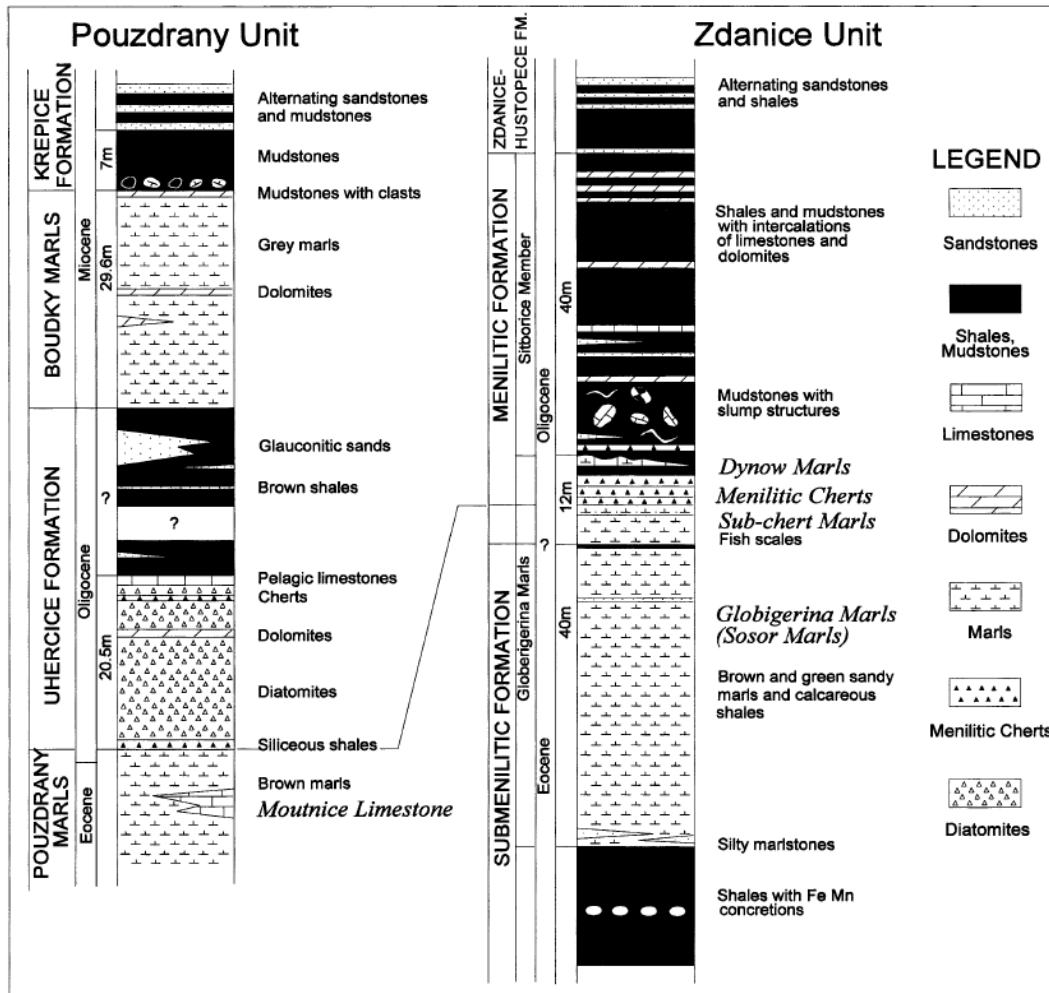 Pouzdrany Unit
KREPICE
FORMATION
BOUDKY MARLS
UHERCICE FORMATION
POUZDRANY
MARLS
Miocene
Oligocene
Eocene
7m
29.6m
?
20.5m
?
Alternating sandstones
and mudstones
Mudstones
Mudstones with clasts
Grey marls
Dolomites
Glauconitic sands
Brown shales
Pelagic limestones
Cherts
Dolomites
Diatomites
Siliceous shales
Brown marls
Moutnice Limestone
Zdanice Unit
ZDANICE-
HUSTOPECE FM.
MENILITIC FORMATION
SUBMENILITIC FORMATION
Sitborice Member
Globerigerina Marls
Oligocene
?
Eocene
40m
12m
40m
Alternating sandstones
and shales
Shales and mudstones
with intercalations
of limestones and
dolomites
Mudstones with
slump structures
Dynow Marls
Menilitic Cherts
Sub-chert Marls
Fish scales
Globigerina Marls
(Sosor Marls)
Brown and green sandy
marls and calcareous
shales
Silty marlstones
Shales with Fe Mn
concretions
LEGEND
Sandstones
Shales,
Mudstones
Limestones
Dolomites
Marls
Menilitic Cherts
Diatomites